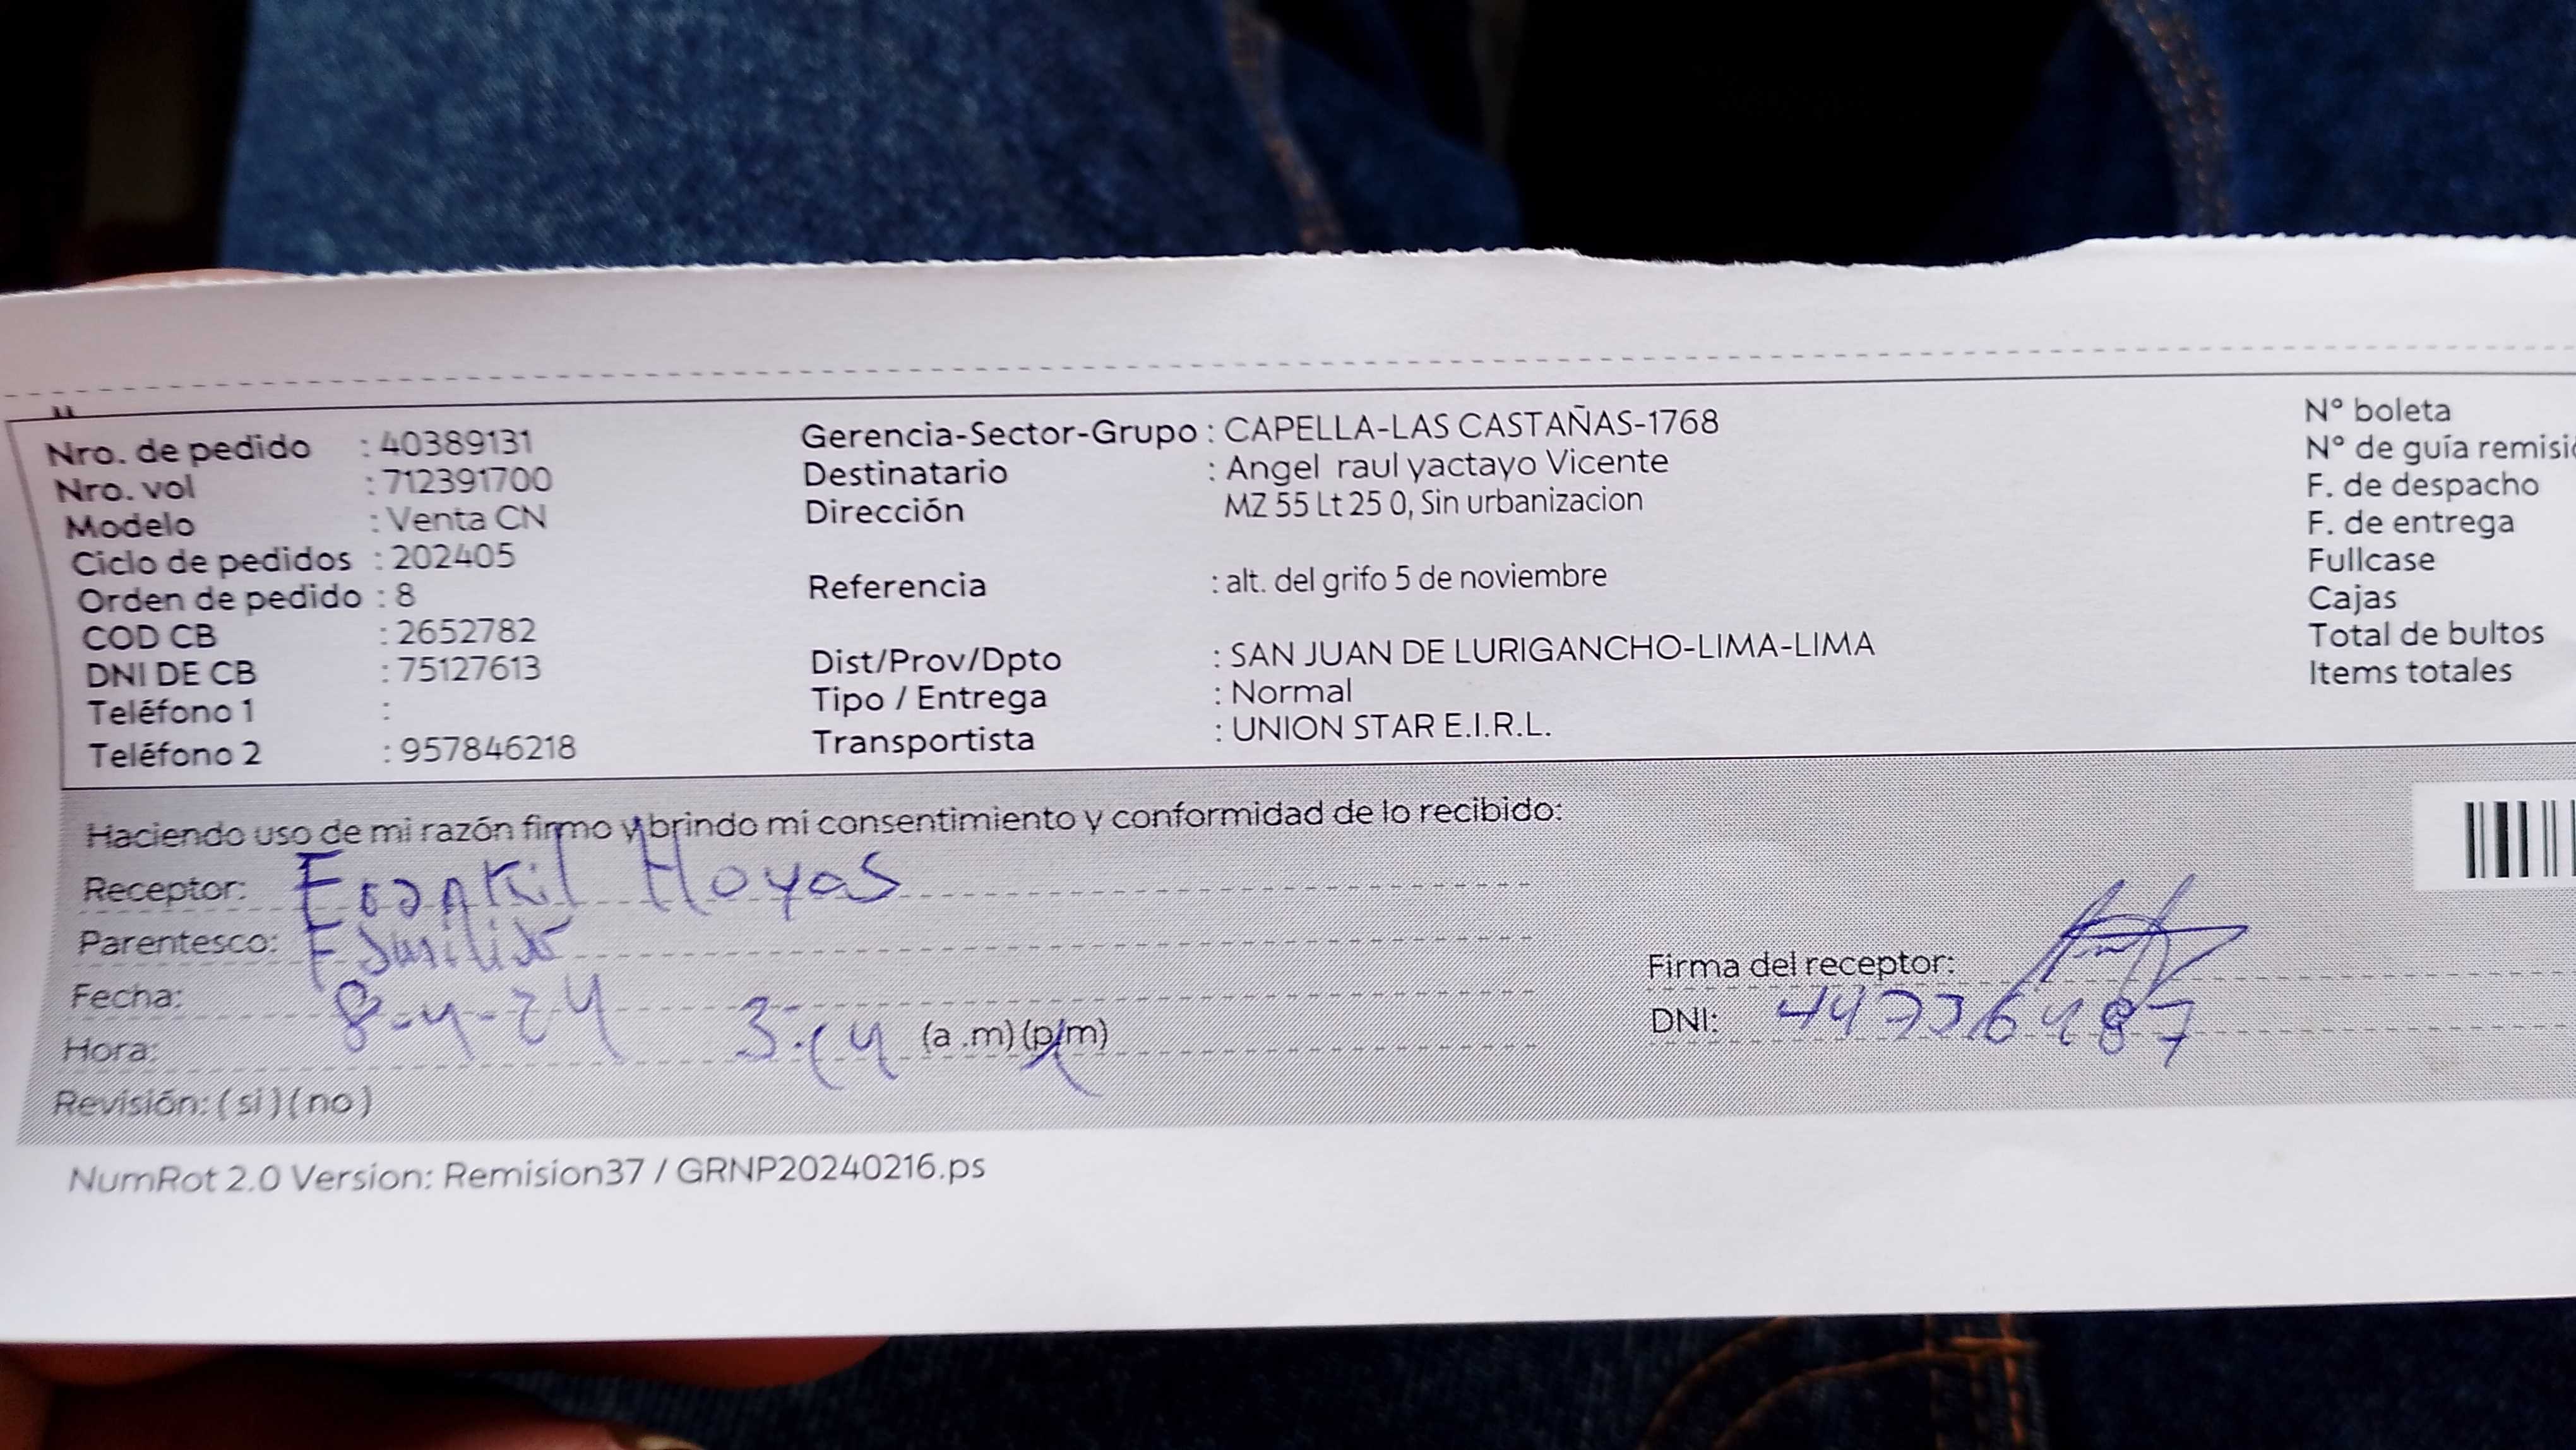 Nro. de pedido : 40389131
Nro. vol : 712391700
Modelo : Venta CN
Ciclo de pedidos : 202405
Orden de pedido : 8
COD CB : 2652782
DNI DE CB : 75127613
Teléfono 1 :
Teléfono 2 : 957846218
Gerencia-Sector-Grupo : CAPELLA-LAS CASTAÑAS-1768
Destinatario : Angel raul yactayo Vicente
Dirección MZ 55 Lt 25 0, Sin urbanizacion
Referencia : alt. del grifo 5 de noviembre
Dist/Prov/Dpto : SAN JUAN DE LURIGANCHO-LIMA-LIMA
Tipo / Entrega : Normal
Transportista : UNION STAR E.I.R.L.
N° boleta
N° de guía
F. de despacho
F. de entrega
Fullcase
Cajas
Total de bultos
Items totales
Haciendo uso de mi razón firmo y brindo mi consentimiento y conformidad de lo recibido:
Receptor: Hoyos
Parentesco:
Fecha: 8-4-24
Hora: 3:14 (a .m) (p.m)
Revisión: ( si ) ( no )
Firma del receptor:
DNI:
NumRot 2.0 Version: Remision37 / GRNP20240216.ps